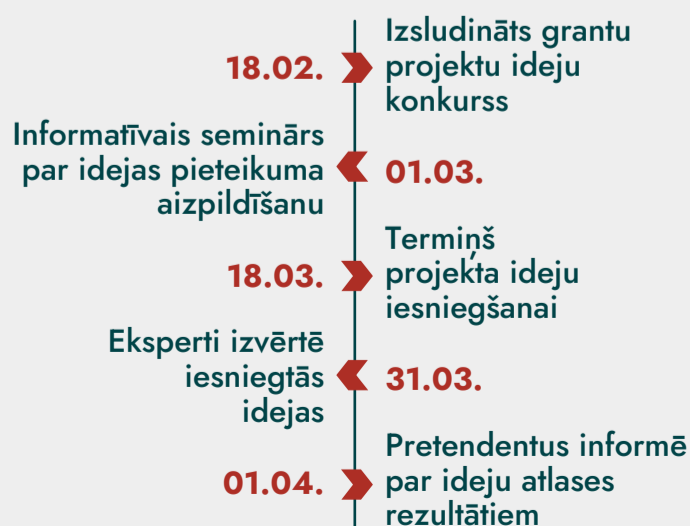 18.02.
Izsludināts grantu
projektu ideju
konkurss
Informatīvais seminārs
par idejas pieteikuma
aizpildīšanu
01.03.
18.03.
Termiņš
projekta ideju
iesniegšanai
Eksperti izvērtē
iesniegtās
idejas
31.03.
01.04.
Pretendentus informē
par ideju atlases
rezultātiem